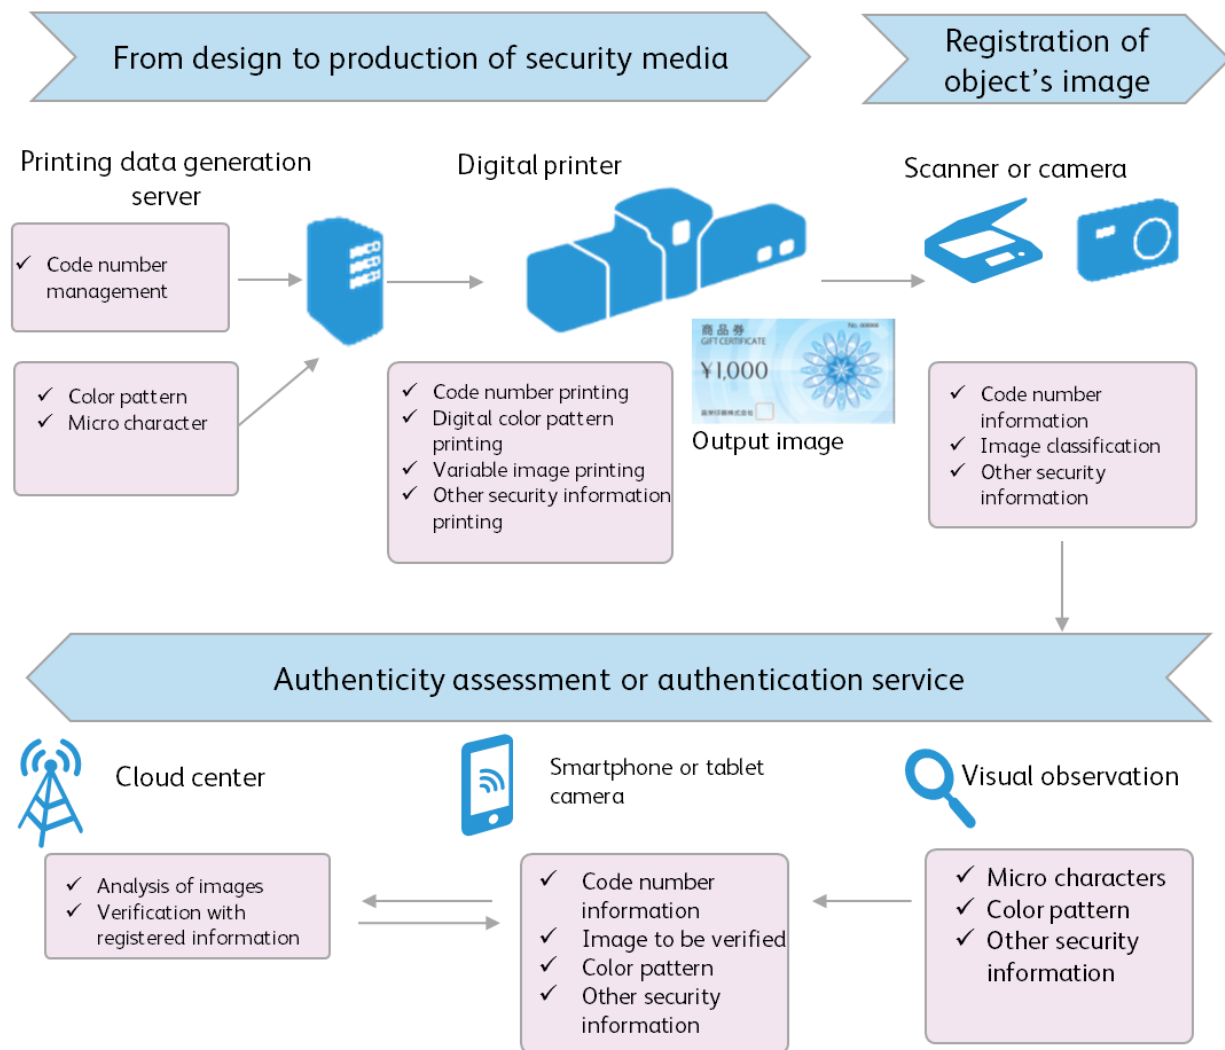 From design to production of security media
Registration of
object's image
Printing data generation
server
Digital printer
Scanner or camera
✓ Code number
management
✓ Color pattern
✓ Micro character
✓ Code number printing
✓ Digital color pattern
printing
✓ Variable image printing
✓ Other security information
printing
商品券
GIFT CERTIFICATE
¥1,000
Output image
✓ Code number
information
✓ Image classification
✓ Other security
information
Authenticity assessment or authentication service
Cloud center
Smartphone or tablet
camera
Visual observation
✓ Analysis of images
✓ Verification with
registered information
✓ Code number
information
✓ Image to be verified
✓ Color pattern
✓ Other security
information
✓ Micro characters
✓ Color pattern
✓ Other security
information